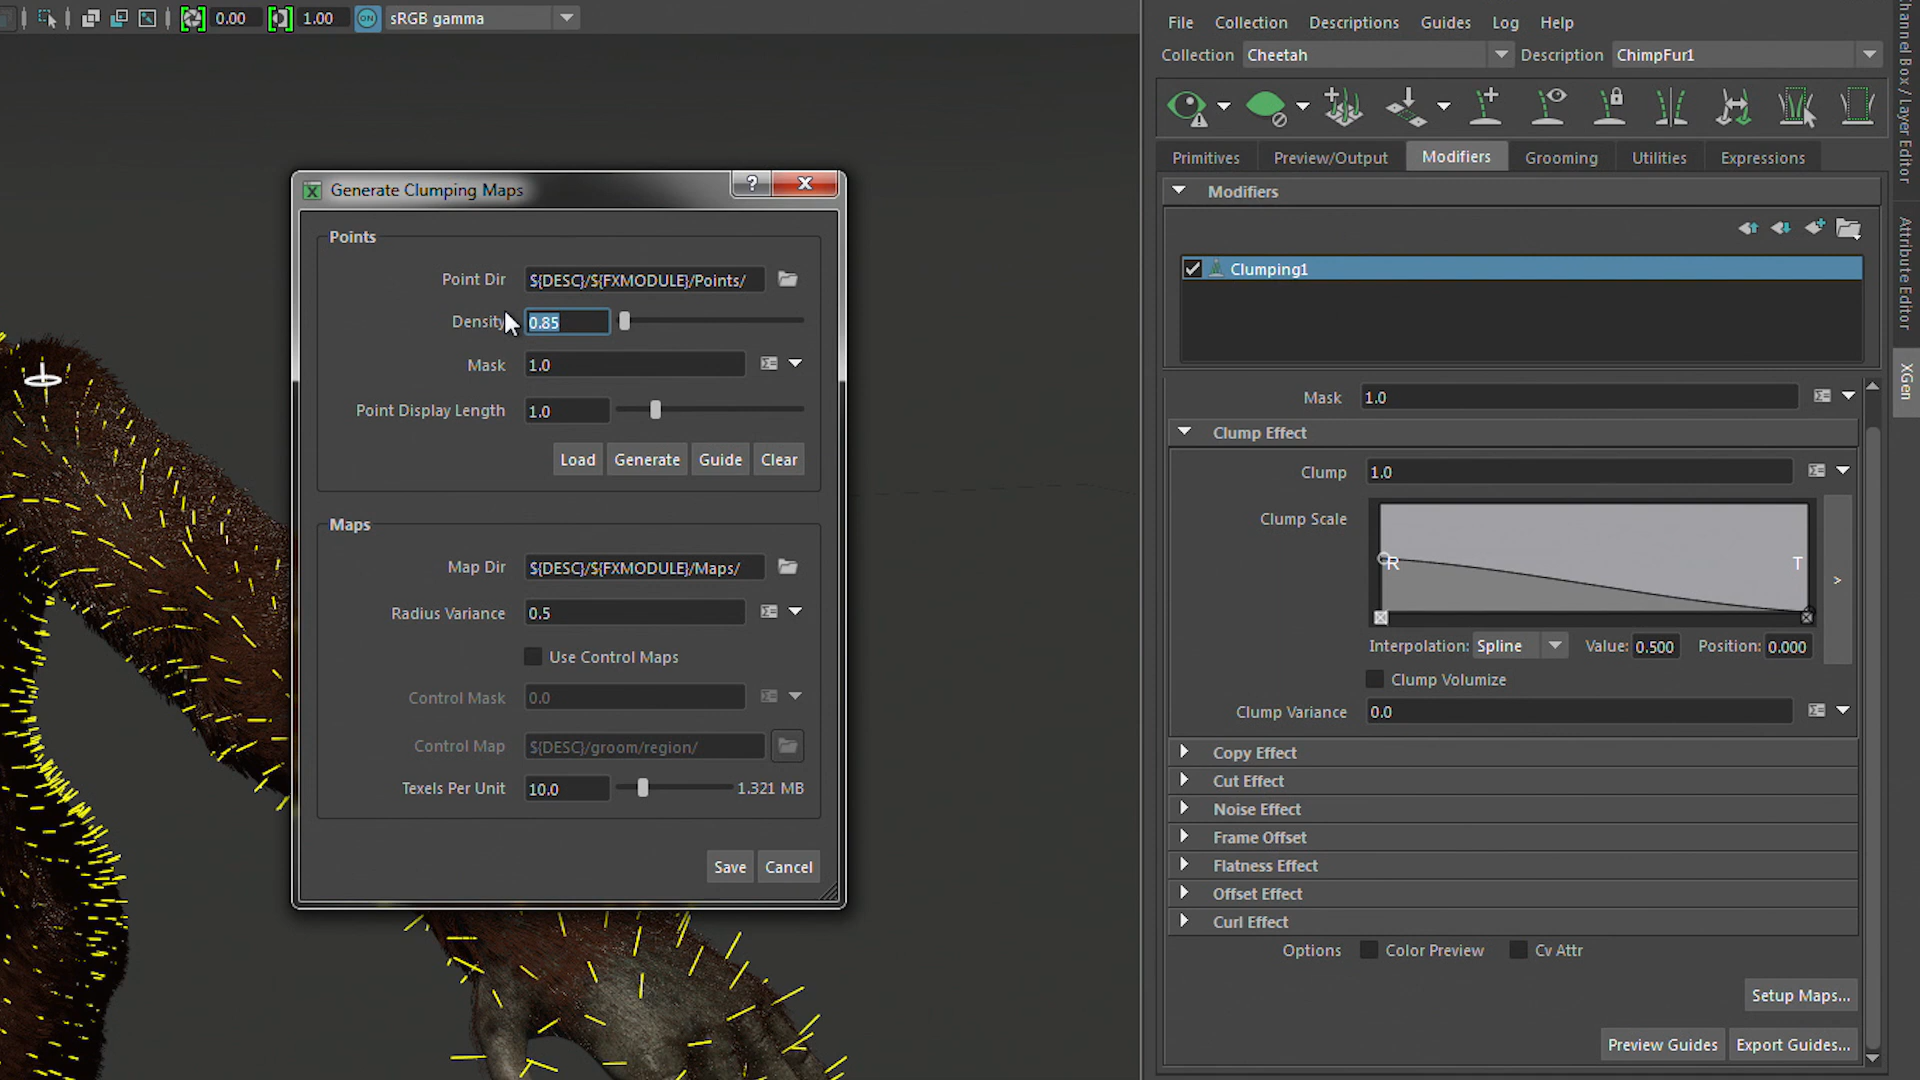 0.00
1.00
ON
sRGB gamma
File
Collection
Descriptions
Guides
Log
Help
Collection
Cheetah
Description
ChimpFur1
Primitives
Preview/Output
Modifiers
Grooming
Utilities
Expressions
Modifiers
Clumping1
Mask
1.0
Clump Effect
Clump
1.0
Clump Scale
R
T
>
Interpolation:
Spline
Value:
0.500
Position:
0.000
Clump Volumize
Clump Variance
0.0
Copy Effect
Cut Effect
Noise Effect
Frame Offset
Flatness Effect
Offset Effect
Curl Effect
Options
Color Preview
Cv Attr
Setup Maps...
Preview Guides
Export Guides...
Channel Box / Layer Editor
Attribute Editor
XGen
Generate Clumping Maps
?
X
Points
Point Dir
${DESC}/${FXMODULE}/Points/
Density
0.85
Mask
1.0
Point Display Length
1.0
Load
Generate
Guide
Clear
Maps
Map Dir
${DESC}/${FXMODULE}/Maps/
Radius Variance
0.5
Use Control Maps
Control Mask
0.0
Control Map
${DESC}/groom/region/
Texels Per Unit
10.0
1.321 MB
Save
Cancel